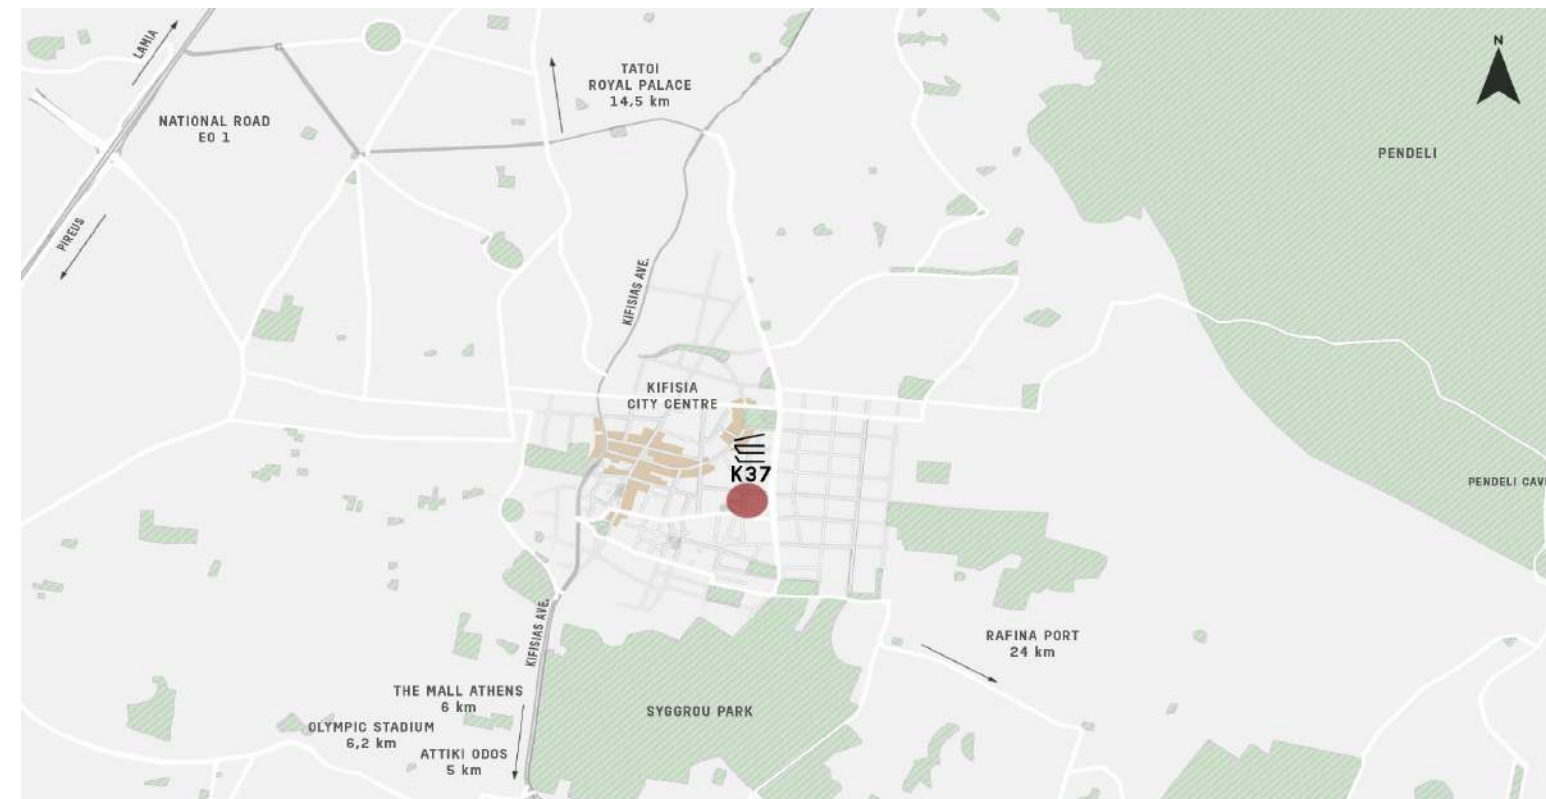 N
LAMIA
TATOI
ROYAL PALACE
14,5 km
NATIONAL ROAD
EO 1
PENDELI
PIREUS
KIFISIAS AVE.
KIFISIA
CITY CENTRE
K37
PENDELI CAV
KIFISIAS AVE.
RAFINA PORT
24 km
THE MALL ATHENS
6 km
SYGGROU PARK
OLYMPIC STADIUM
6,2 km
ATTIKI ODOS
5 km